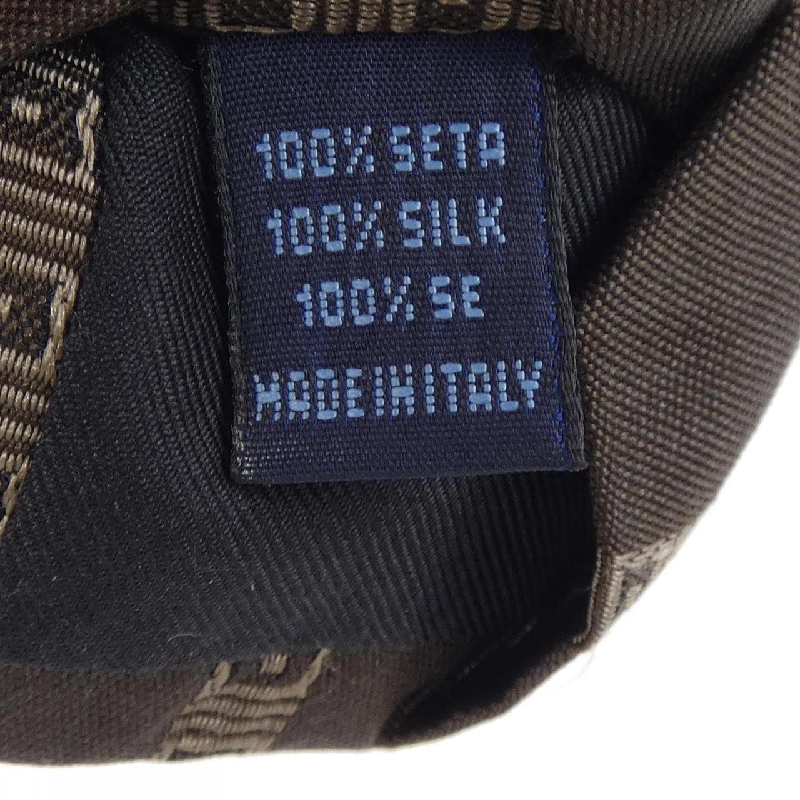 100% SETA
100% SILK
100% SE
MADE IN ITALY